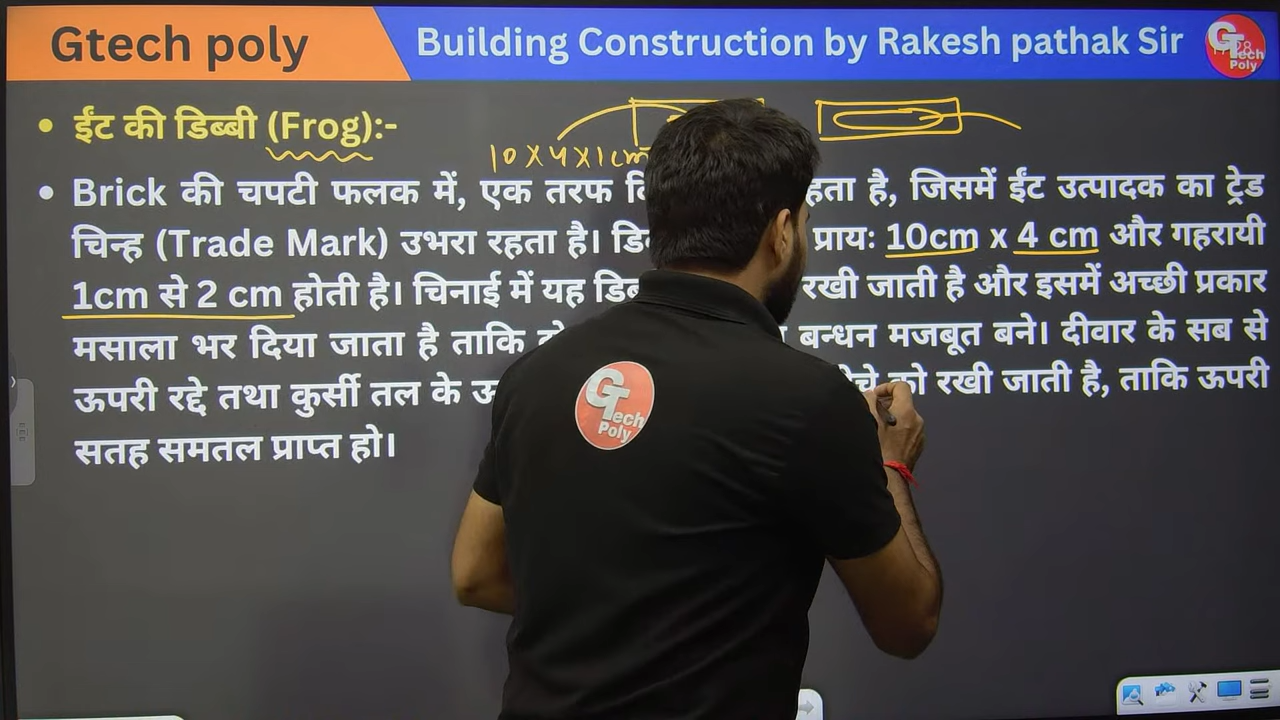 Gtech poly
Building Construction by Rakesh pathak Sir
GTech Poly
ईंट की डिब्बी (Frog):-
10X4X1cm
Brick की चपटी फलक में, एक तरफ हता है, जिसमें ईंट उत्पादक का ट्रेड
चिन्ह (Trade Mark) उभरा रहता है। प्रायः 10cm x 4 cm और गहरायी
1cm से 2 cm होती है। चिनाई में यह रखी जाती है और इसमें अच्छी प्रकार
मसाला भर दिया जाता है ताकि बन्धन मजबूत बने। दीवार के सब से
ऊपरी रद्दे तथा कुर्सी तल के को रखी जाती है, ताकि ऊपरी
सतह समतल प्राप्त हो।
GTech Poly